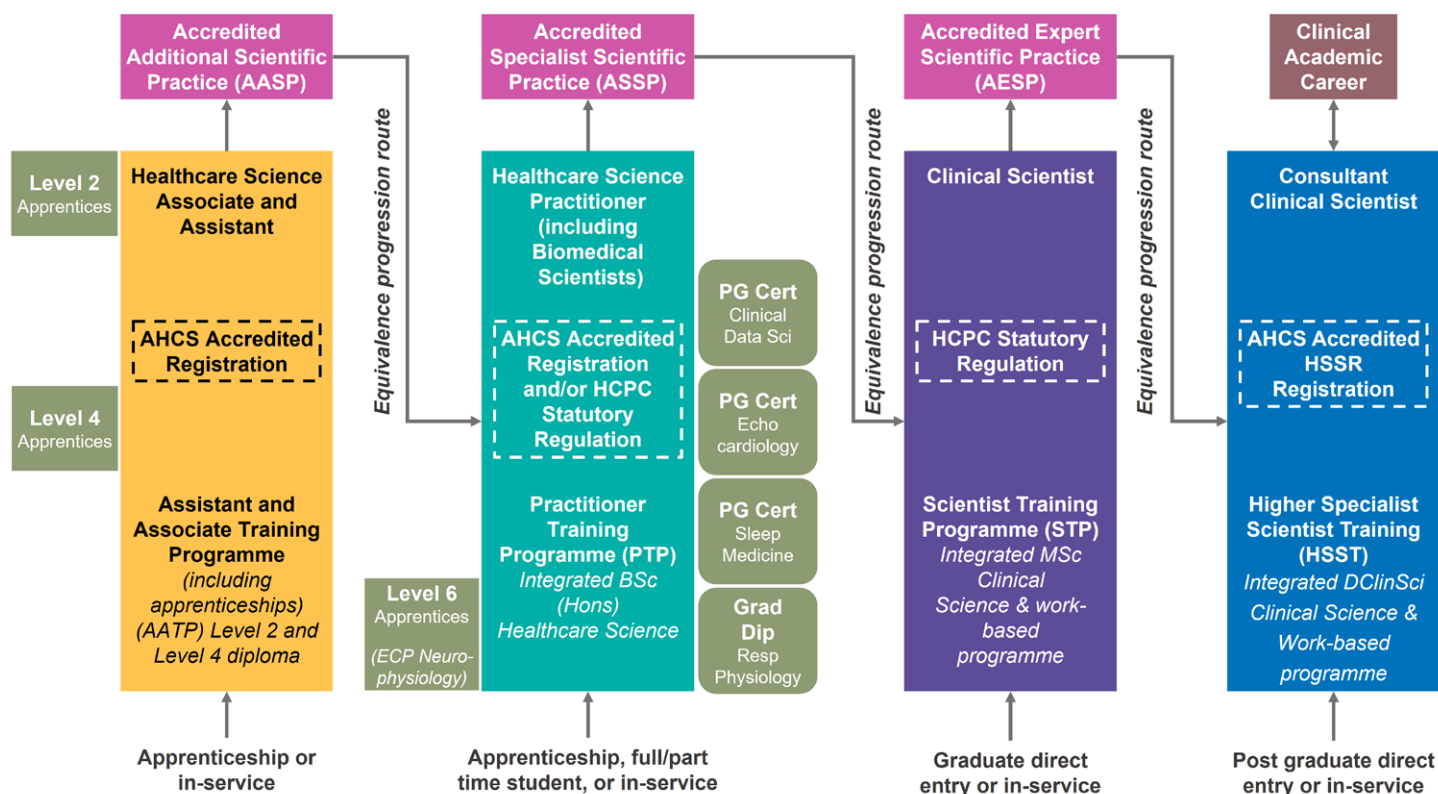 Accredited
Additional Scientific
Practice (AASP)
Accredited
Specialist Scientific
Practice (ASSP)
Accredited Expert
Scientific Practice
(AESP)
Clinical
Academic
Career
Level 2
Apprentices
Level 4
Apprentices
Healthcare Science
Associate and
Assistant
AHCS Accredited
Registration
Assistant and
Associate Training
Programme
(including
apprenticeships)
(AATP) Level 2 and
Level 4 diploma
Apprenticeship or
in-service
Equivalence progression route
Level 6
Apprentices
(ECP Neuro-
physiology)
Healthcare Science
Practitioner
(including
Biomedical
Scientists)
AHCS Accredited
Registration
and/or HCPC
Statutory
Regulation
Practitioner
Training
Programme (PTP)
Integrated BSc
(Hons)
Healthcare Science
Apprenticeship, full/part
time student, or in-service
PG Cert
Clinical
Data Sci
PG Cert
Echo
cardiology
PG Cert
Sleep
Medicine
Grad
Dip
Resp
Physiology
Equivalence progression route
Clinical Scientist
HCPC Statutory
Regulation
Scientist Training
Programme (STP)
Integrated MSc
Clinical
Science & work-
based
programme
Graduate direct
entry or in-service
Equivalence progression route
Consultant
Clinical Scientist
AHCS Accredited
HSSR
Registration
Higher Specialist
Scientist Training
(HSST)
Integrated DClinSci
Clinical Science &
Work-based
programme
Post graduate direct
entry or in-service